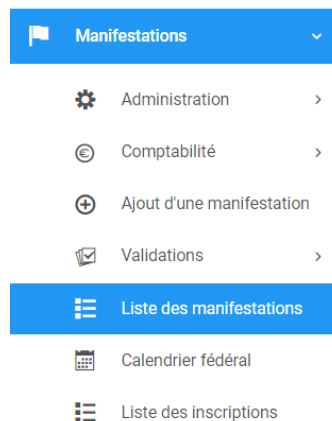 Manifestations
Administration
Comptabilité
Ajout d'une manifestation
Validations
Liste des manifestations
Calendrier fédéral
Liste des inscriptions